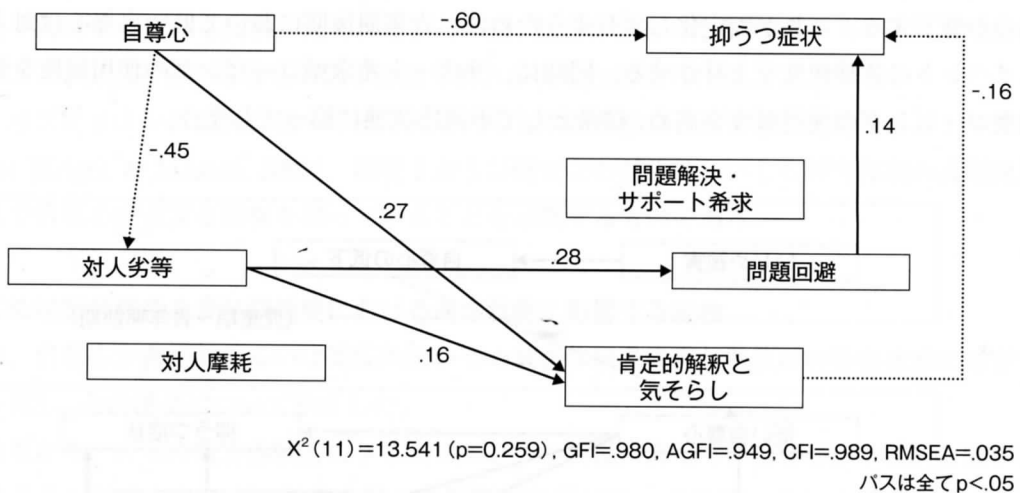 自尊心
-.60
抑うつ症状
-.16
-.45
.14
問題解決・
サポート希求
.27
対人劣等
.28
問題回避
対人摩耗
.16
肯定的解釈と
気そらし
X²(11)=13.541(p=0.259), GFI=.980, AGFI=.949, CFI=.989, RMSEA=.035
パスは全てp<.05